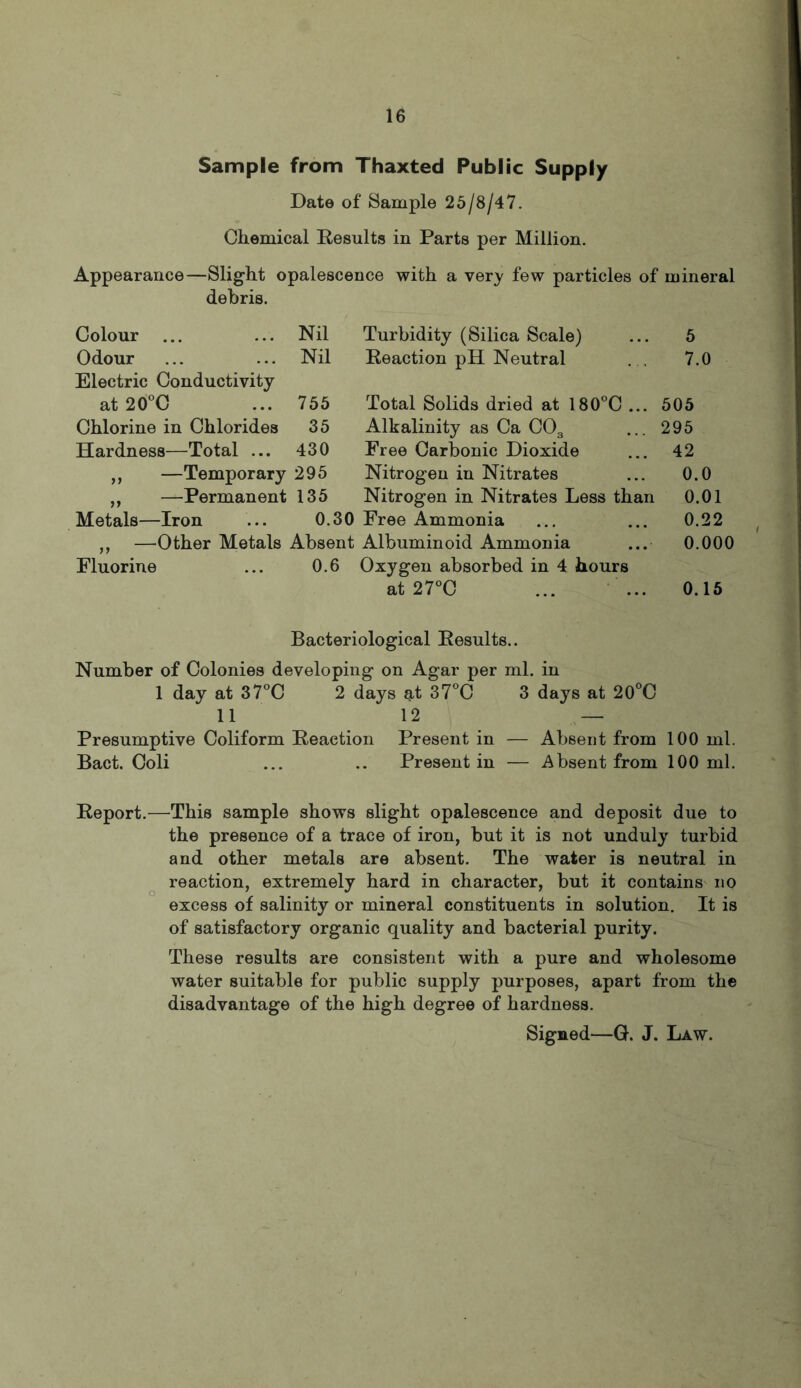 16
Sample from Thaxted Public Supply
Date of Sample 25/8/47.
Chemical Results in Parts per Million.
Appearance—Slight opalescence with a very few particles of mineral
debris.
Colour ... ... Nil Turbidity (Silica Scale) ... 5
Odour ... ... Nil Reaction pH Neutral ... 7.0
Electric Conductivity
at 20°C ... 755 Total Solids dried at 180°C ... 505
Chlorine in Chlorides 35 Alkalinity as Ca CO₃ ... 295
Hardness—Total ... 430 Free Carbonic Dioxide ... 42
,, —Temporary 295 Nitrogen in Nitrates ... 0.0
,, —Permanent 135 Nitrogen in Nitrates Less than 0.01
Metals—Iron ... 0.30 Free Ammonia ... ... 0.22
,, —Other Metals Absent Albuminoid Ammonia ... 0.000
Fluorine ... 0.6 Oxygen absorbed in 4 hours
at 27°C ... ... 0.15
Bacteriological Results..
Number of Colonies developing on Agar per ml. in
1 day at 37°C 2 days at 37°C 3 days at 20°C
11 12 —
Presumptive Coliform Reaction Present in — Absent from 100 ml.
Bact. Coli ... .. Present in — Absent from 100 ml.
Report.—This sample shows slight opalescence and deposit due to
the presence of a trace of iron, but it is not unduly turbid
and other metals are absent. The water is neutral in
reaction, extremely hard in character, but it contains no
excess of salinity or mineral constituents in solution. It is
of satisfactory organic quality and bacterial purity.
These results are consistent with a pure and wholesome
water suitable for public supply purposes, apart from the
disadvantage of the high degree of hardness.
Signed—G. J. Law.